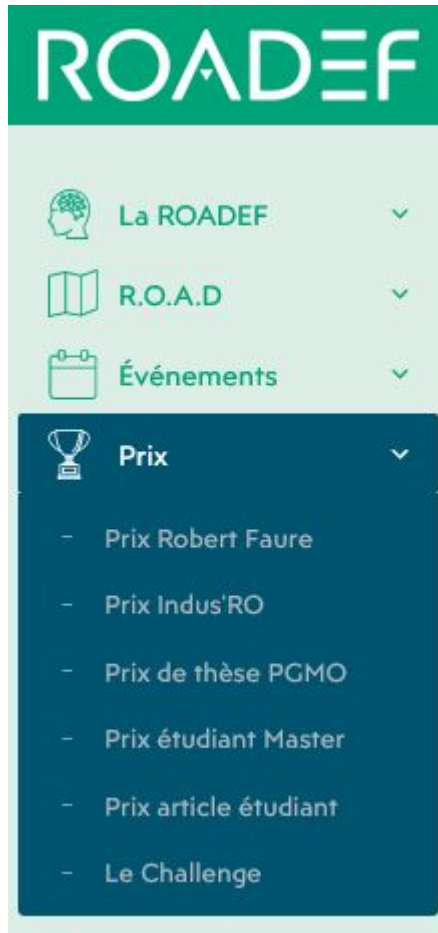 ROADEF
La ROADEF
R.O.A.D
Événements
Prix
- Prix Robert Faure
- Prix Indus'RO
- Prix de thèse PGMO
- Prix étudiant Master
- Prix article étudiant
- Le Challenge